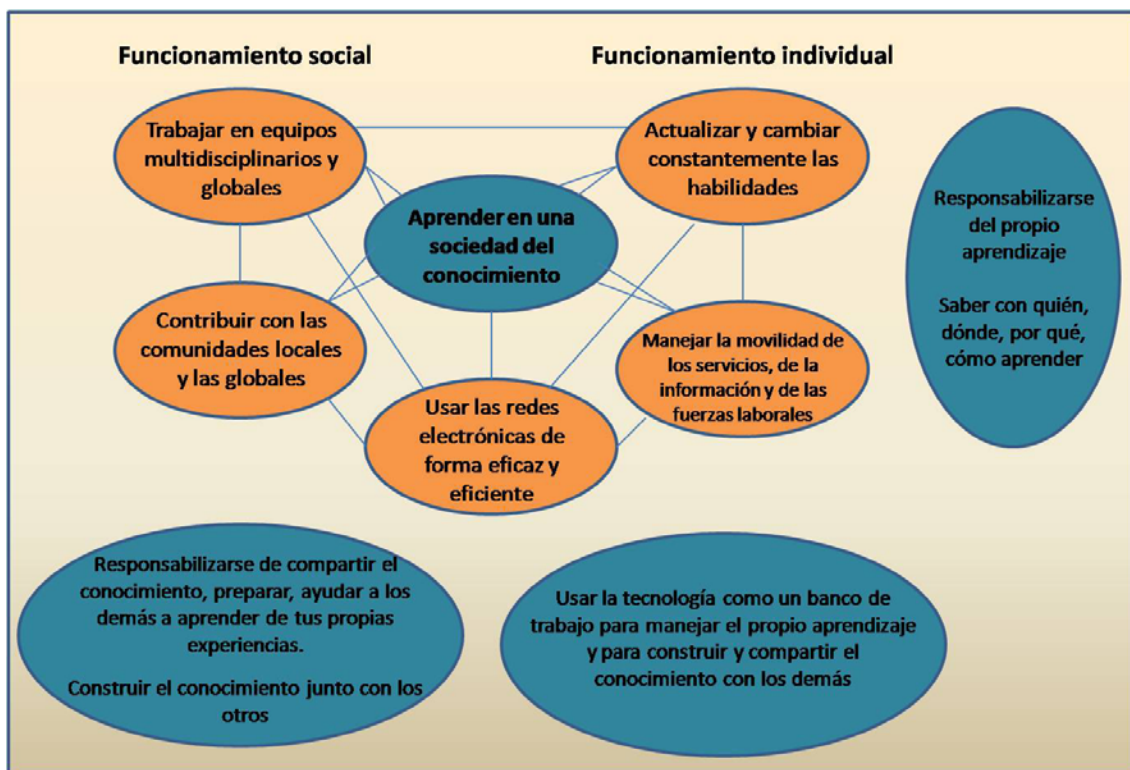 Funcionamiento social
Funcionamiento individual
Trabajar en equipos
multidisciplinarios y
globales
Actualizar y cambiar
constantemente las
habilidades
Aprender en una
sociedad del
conocimiento
Responsabilizarse
del propio
aprendizaje
Saber con quién,
dónde, por qué,
cómo aprender
Contribuir con las
comunidades locales
y las globales
Manejar la movilidad de
los servicios, de la
información y de las
fuerzas laborales
Usar las redes
electrónicas de
forma eficaz y
eficiente
Responsabilizarse de compartir el
conocimiento, preparar, ayudar a los
demás a aprender de tus propias
experiencias.
Construir el conocimiento junto con los
otros
Usar la tecnología como un banco de
trabajo para manejar el propio aprendizaje
y para construir y compartir el
conocimiento con los demás